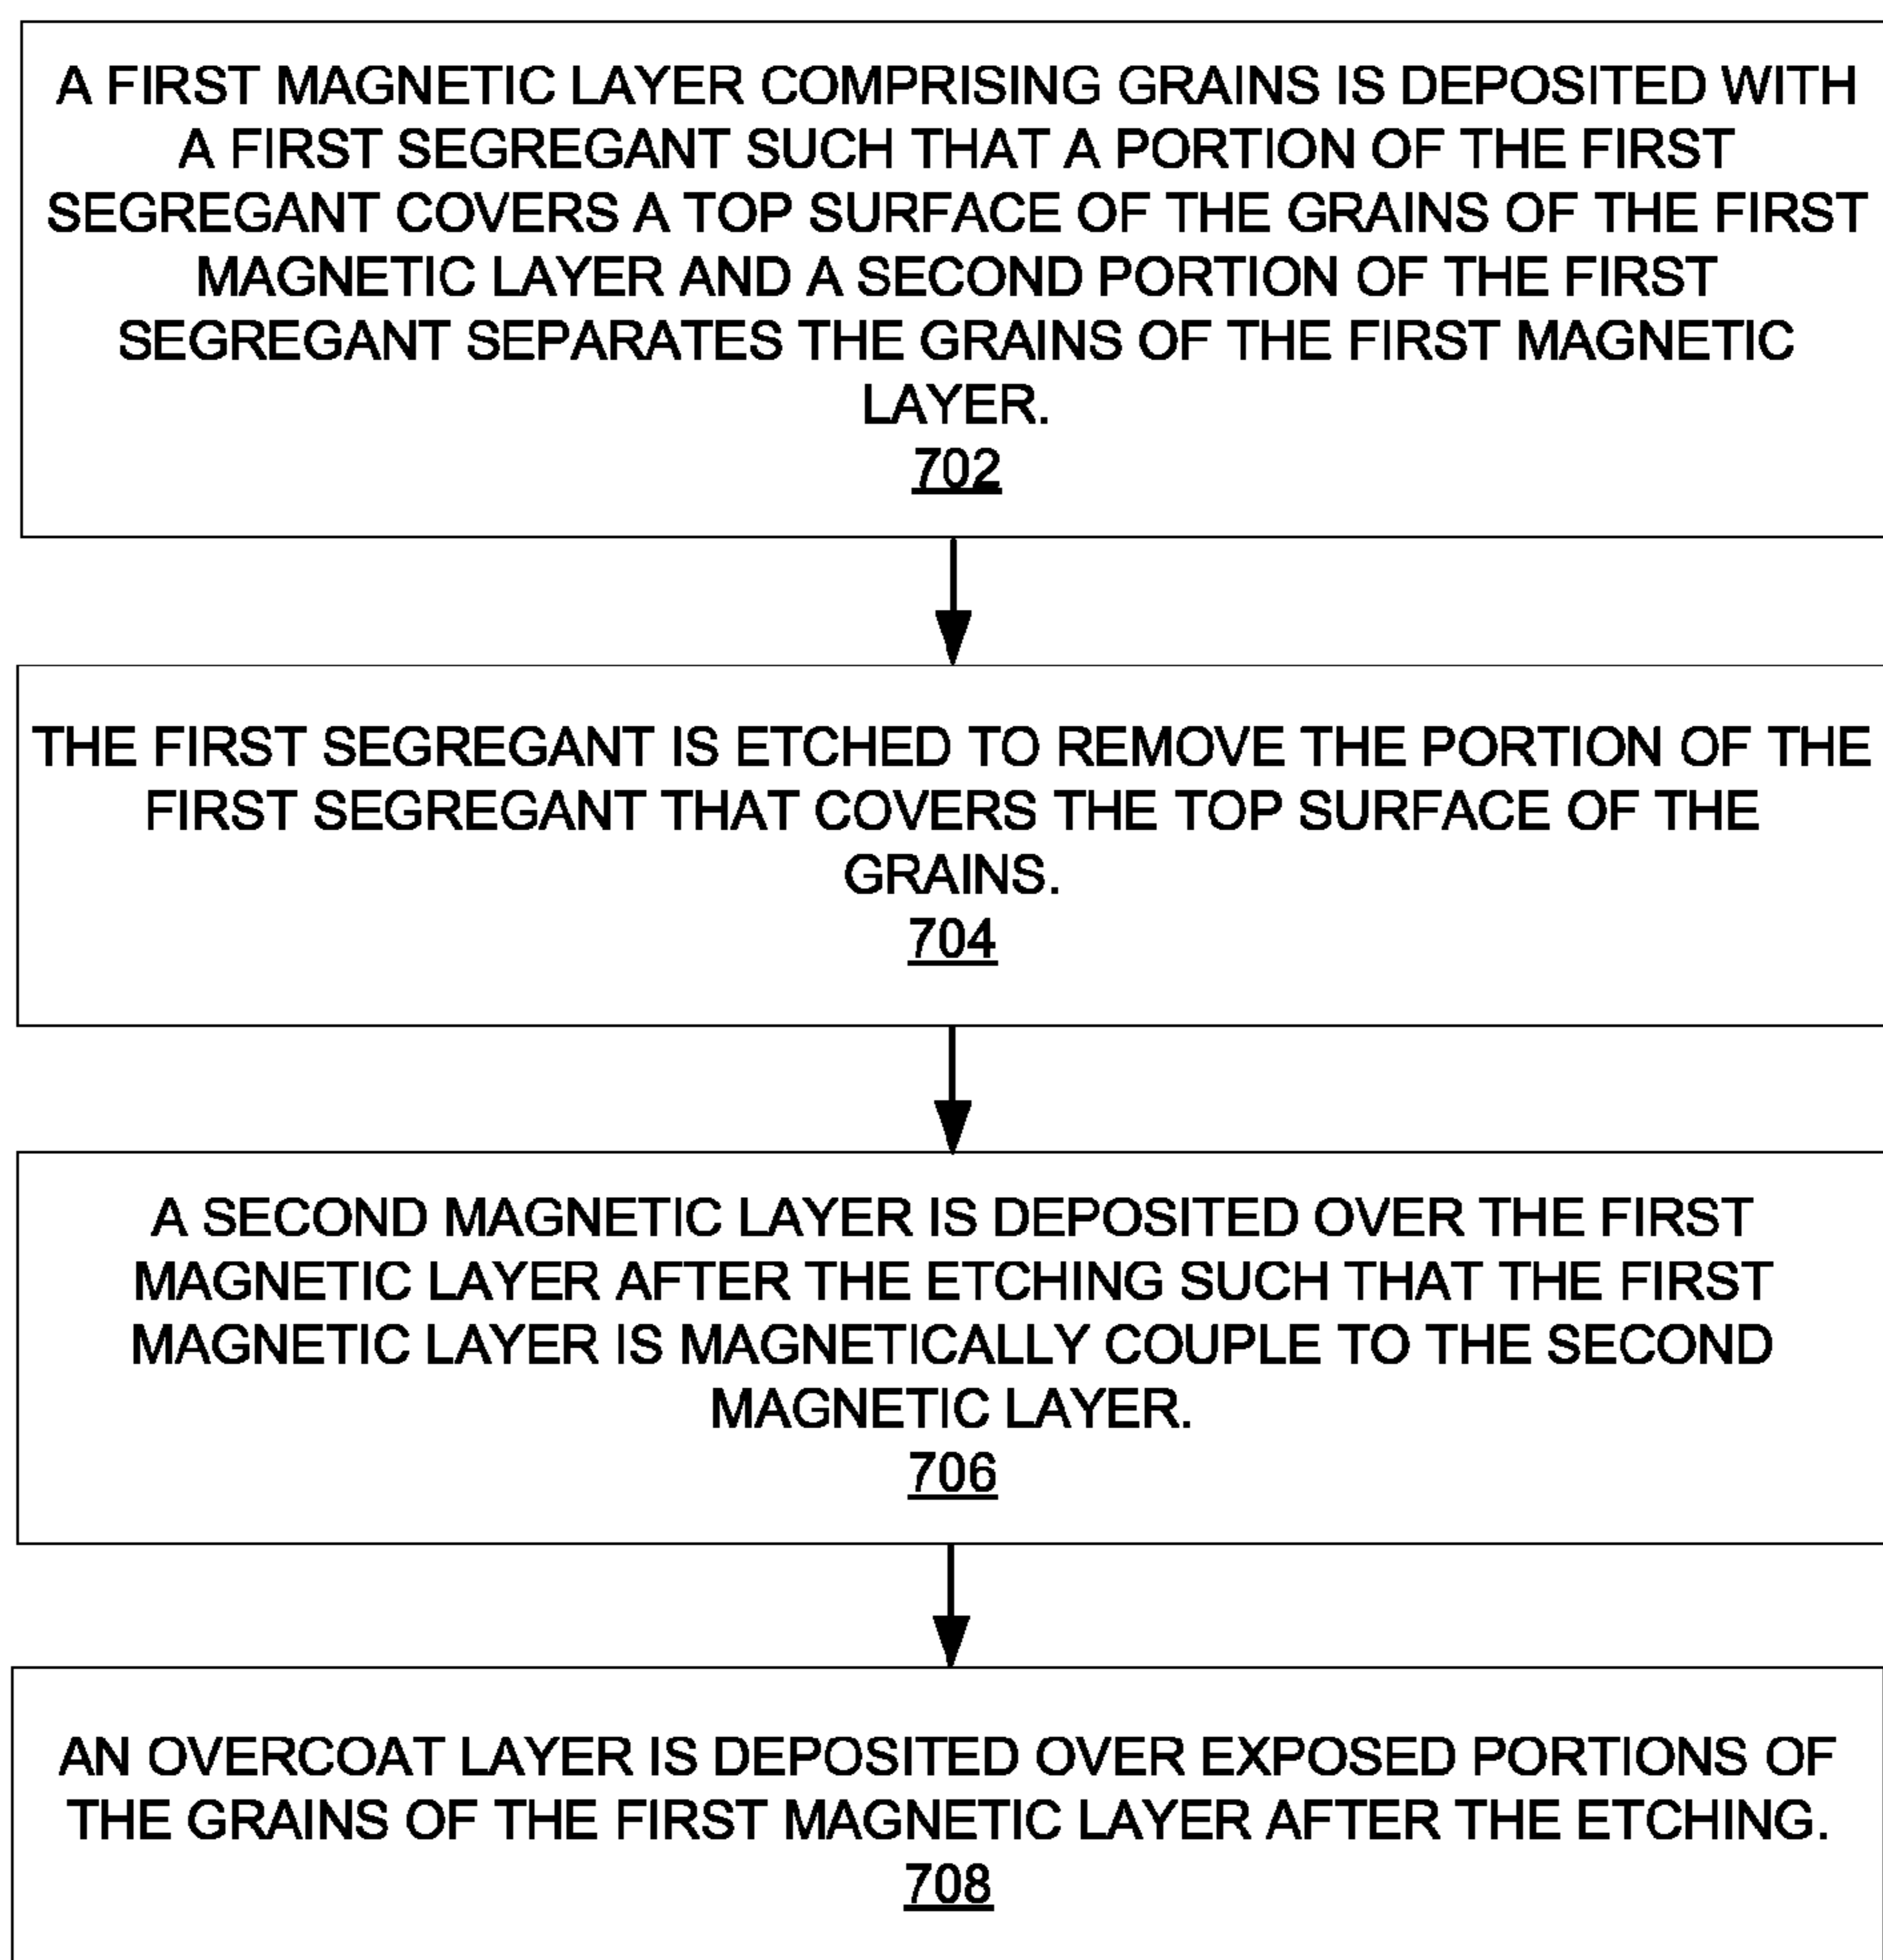 A FIRST MAGNETIC LAYER COMPRISING GRAINS IS DEPOSITED WITH
A FIRST SEGREGANT SUCH THAT A PORTION OF THE FIRST
SEGREGANT COVERS A TOP SURFACE OF THE GRAINS OF THE FIRST
MAGNETIC LAYER AND A SECOND PORTION OF THE FIRST
SEGREGANT SEPARATES THE GRAINS OF THE FIRST MAGNETIC
LAYER.
702
THE FIRST SEGREGANT IS ETCHED TO REMOVE THE PORTION OF THE
FIRST SEGREGANT THAT COVERS THE TOP SURFACE OF THE
GRAINS.
704
A SECOND MAGNETIC LAYER IS DEPOSITED OVER THE FIRST
MAGNETIC LAYER AFTER THE ETCHING SUCH THAT THE FIRST
MAGNETIC LAYER IS MAGNETICALLY COUPLE TO THE SECOND
MAGNETIC LAYER.
706
AN OVERCOAT LAYER IS DEPOSITED OVER EXPOSED PORTIONS OF
THE GRAINS OF THE FIRST MAGNETIC LAYER AFTER THE ETCHING.
708